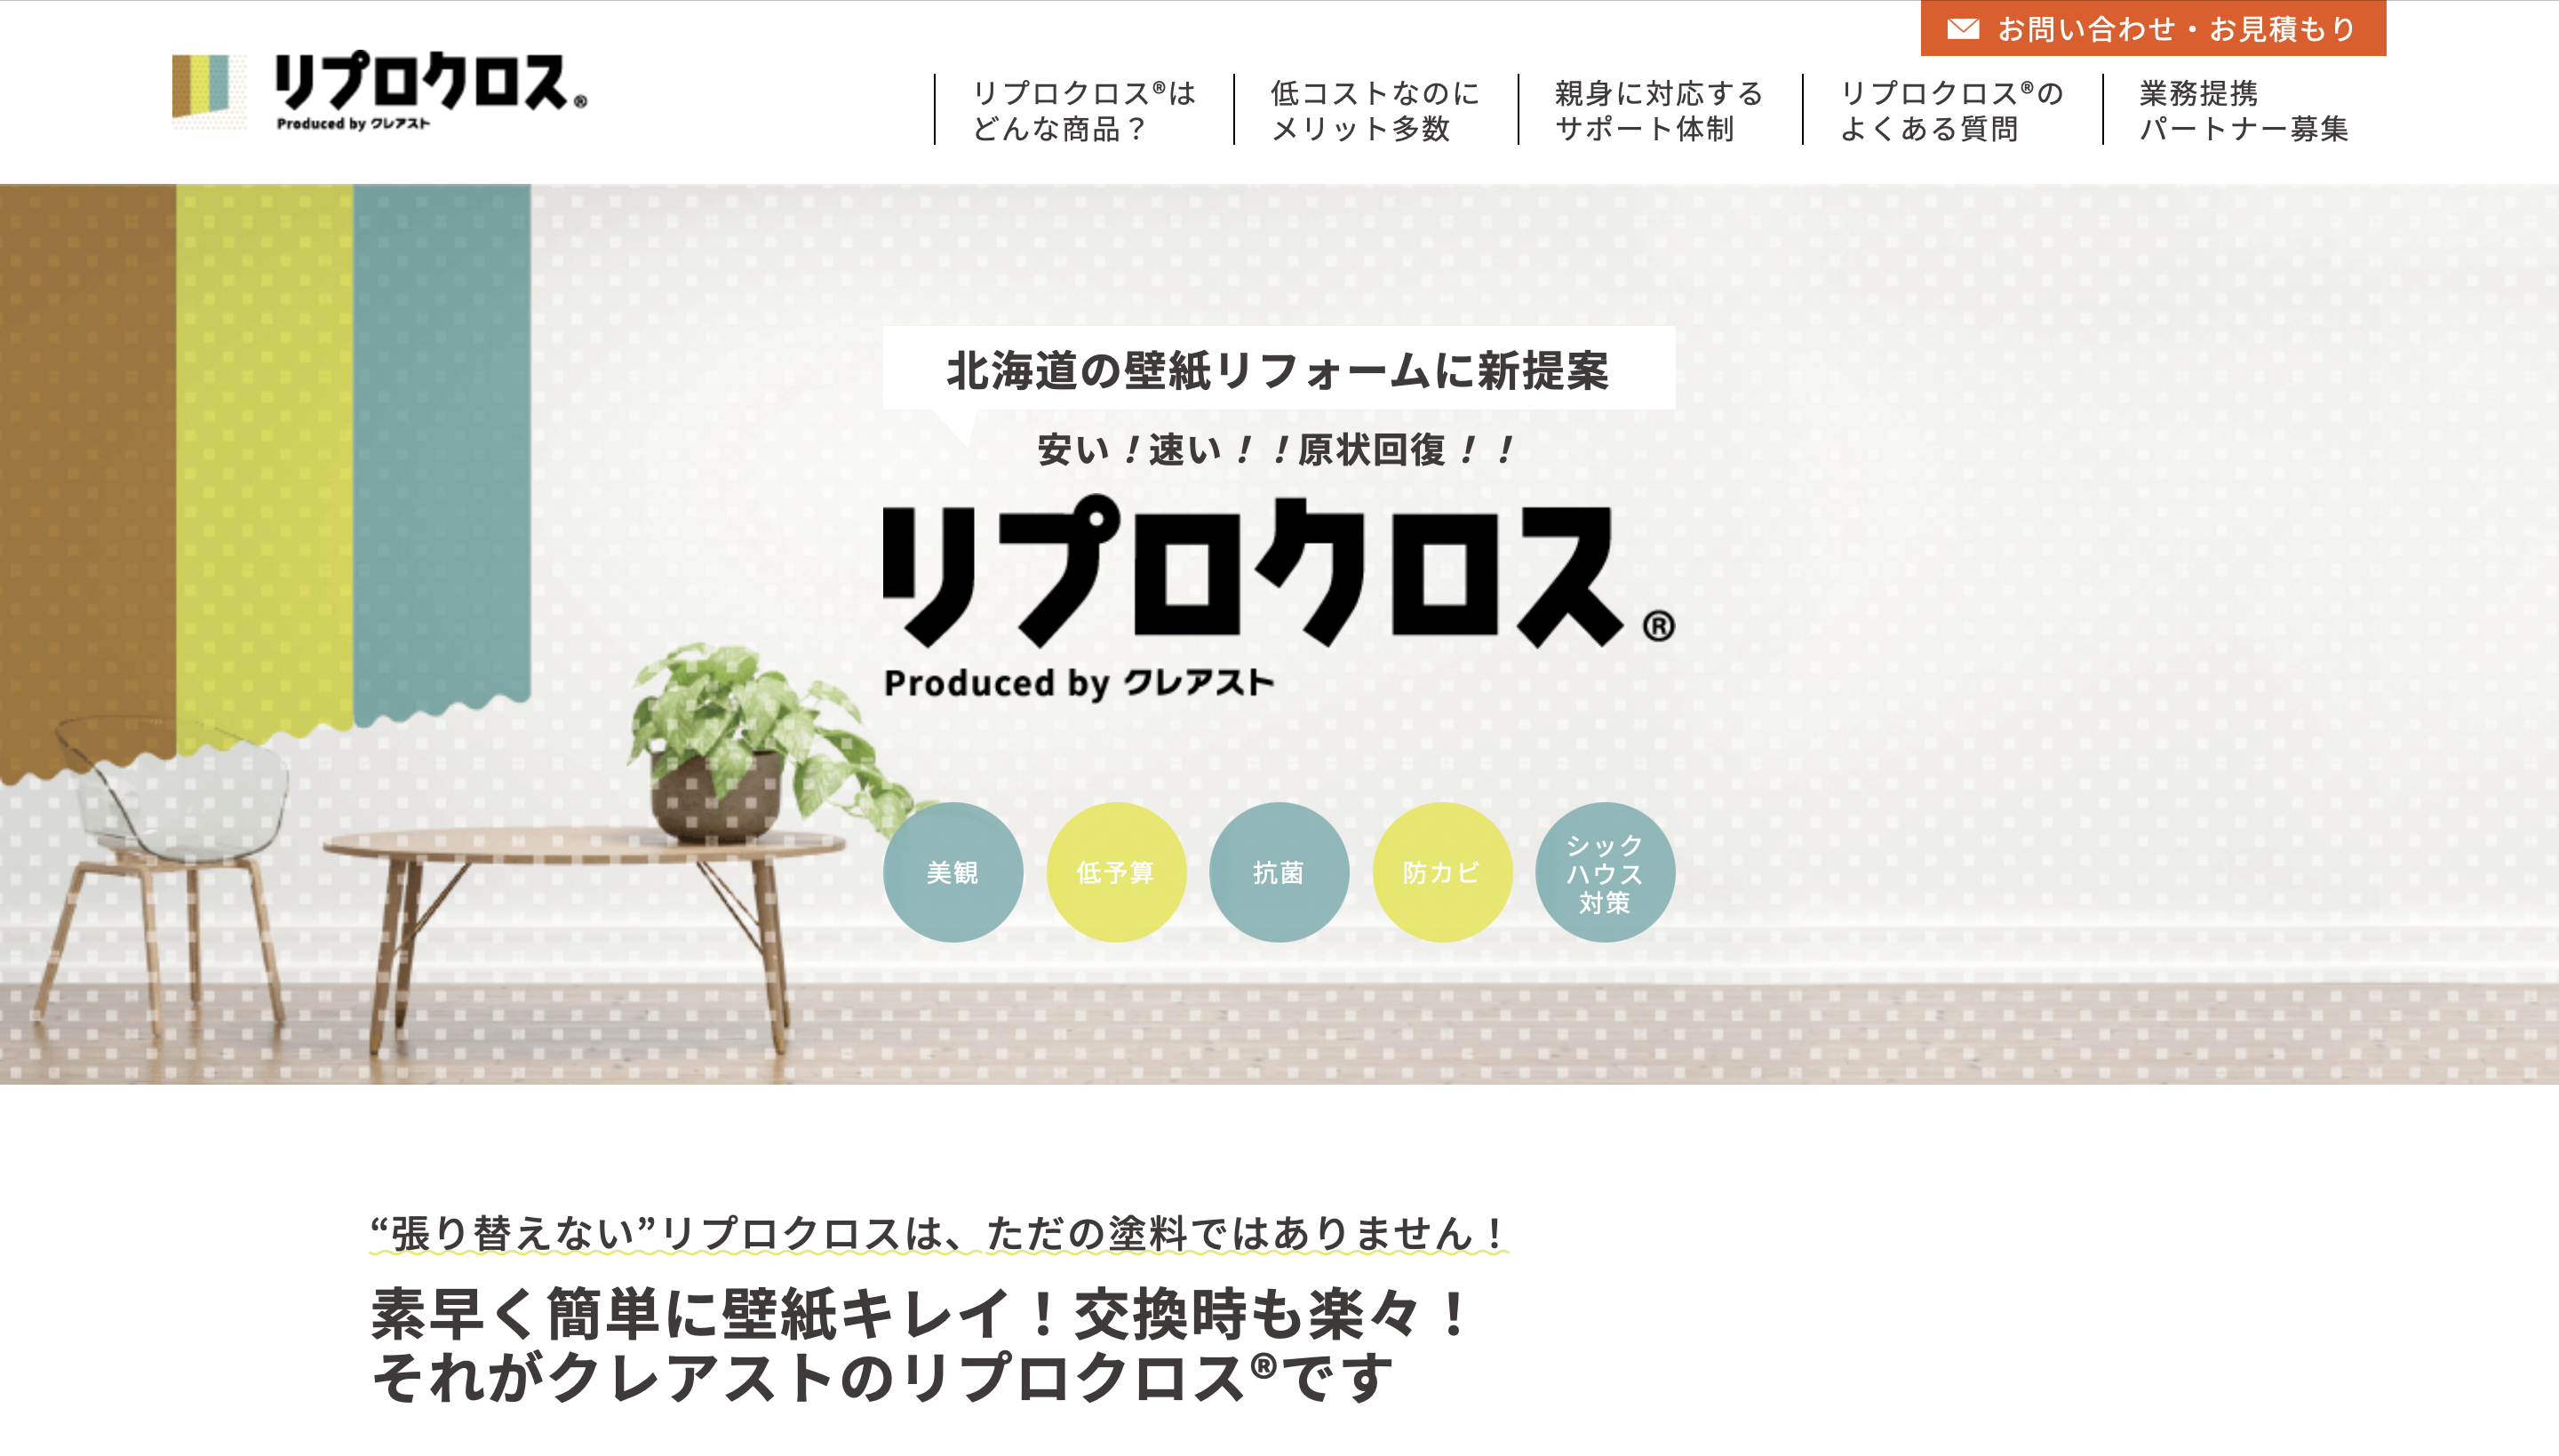 お問い合わせ・お見積もり
リプロクロス®
Produced by クレアスト
リプロクロス®は
どんな商品？
低コストなのに
メリット多数
親身に対応する
サポート体制
リプロクロス®の
よくある質問
業務提携
パートナー募集
北海道の壁紙リフォームに新提案
安い！速い！！原状回復！！
リプロクロス®
Produced by クレアスト
美観
低予算
抗菌
防カビ
シック
ハウス
対策
“張り替えない”リプロクロスは、ただの塗料ではありません！
素早く簡単に壁紙キレイ！交換時も楽々！
それがクレアストのリプロクロス®です